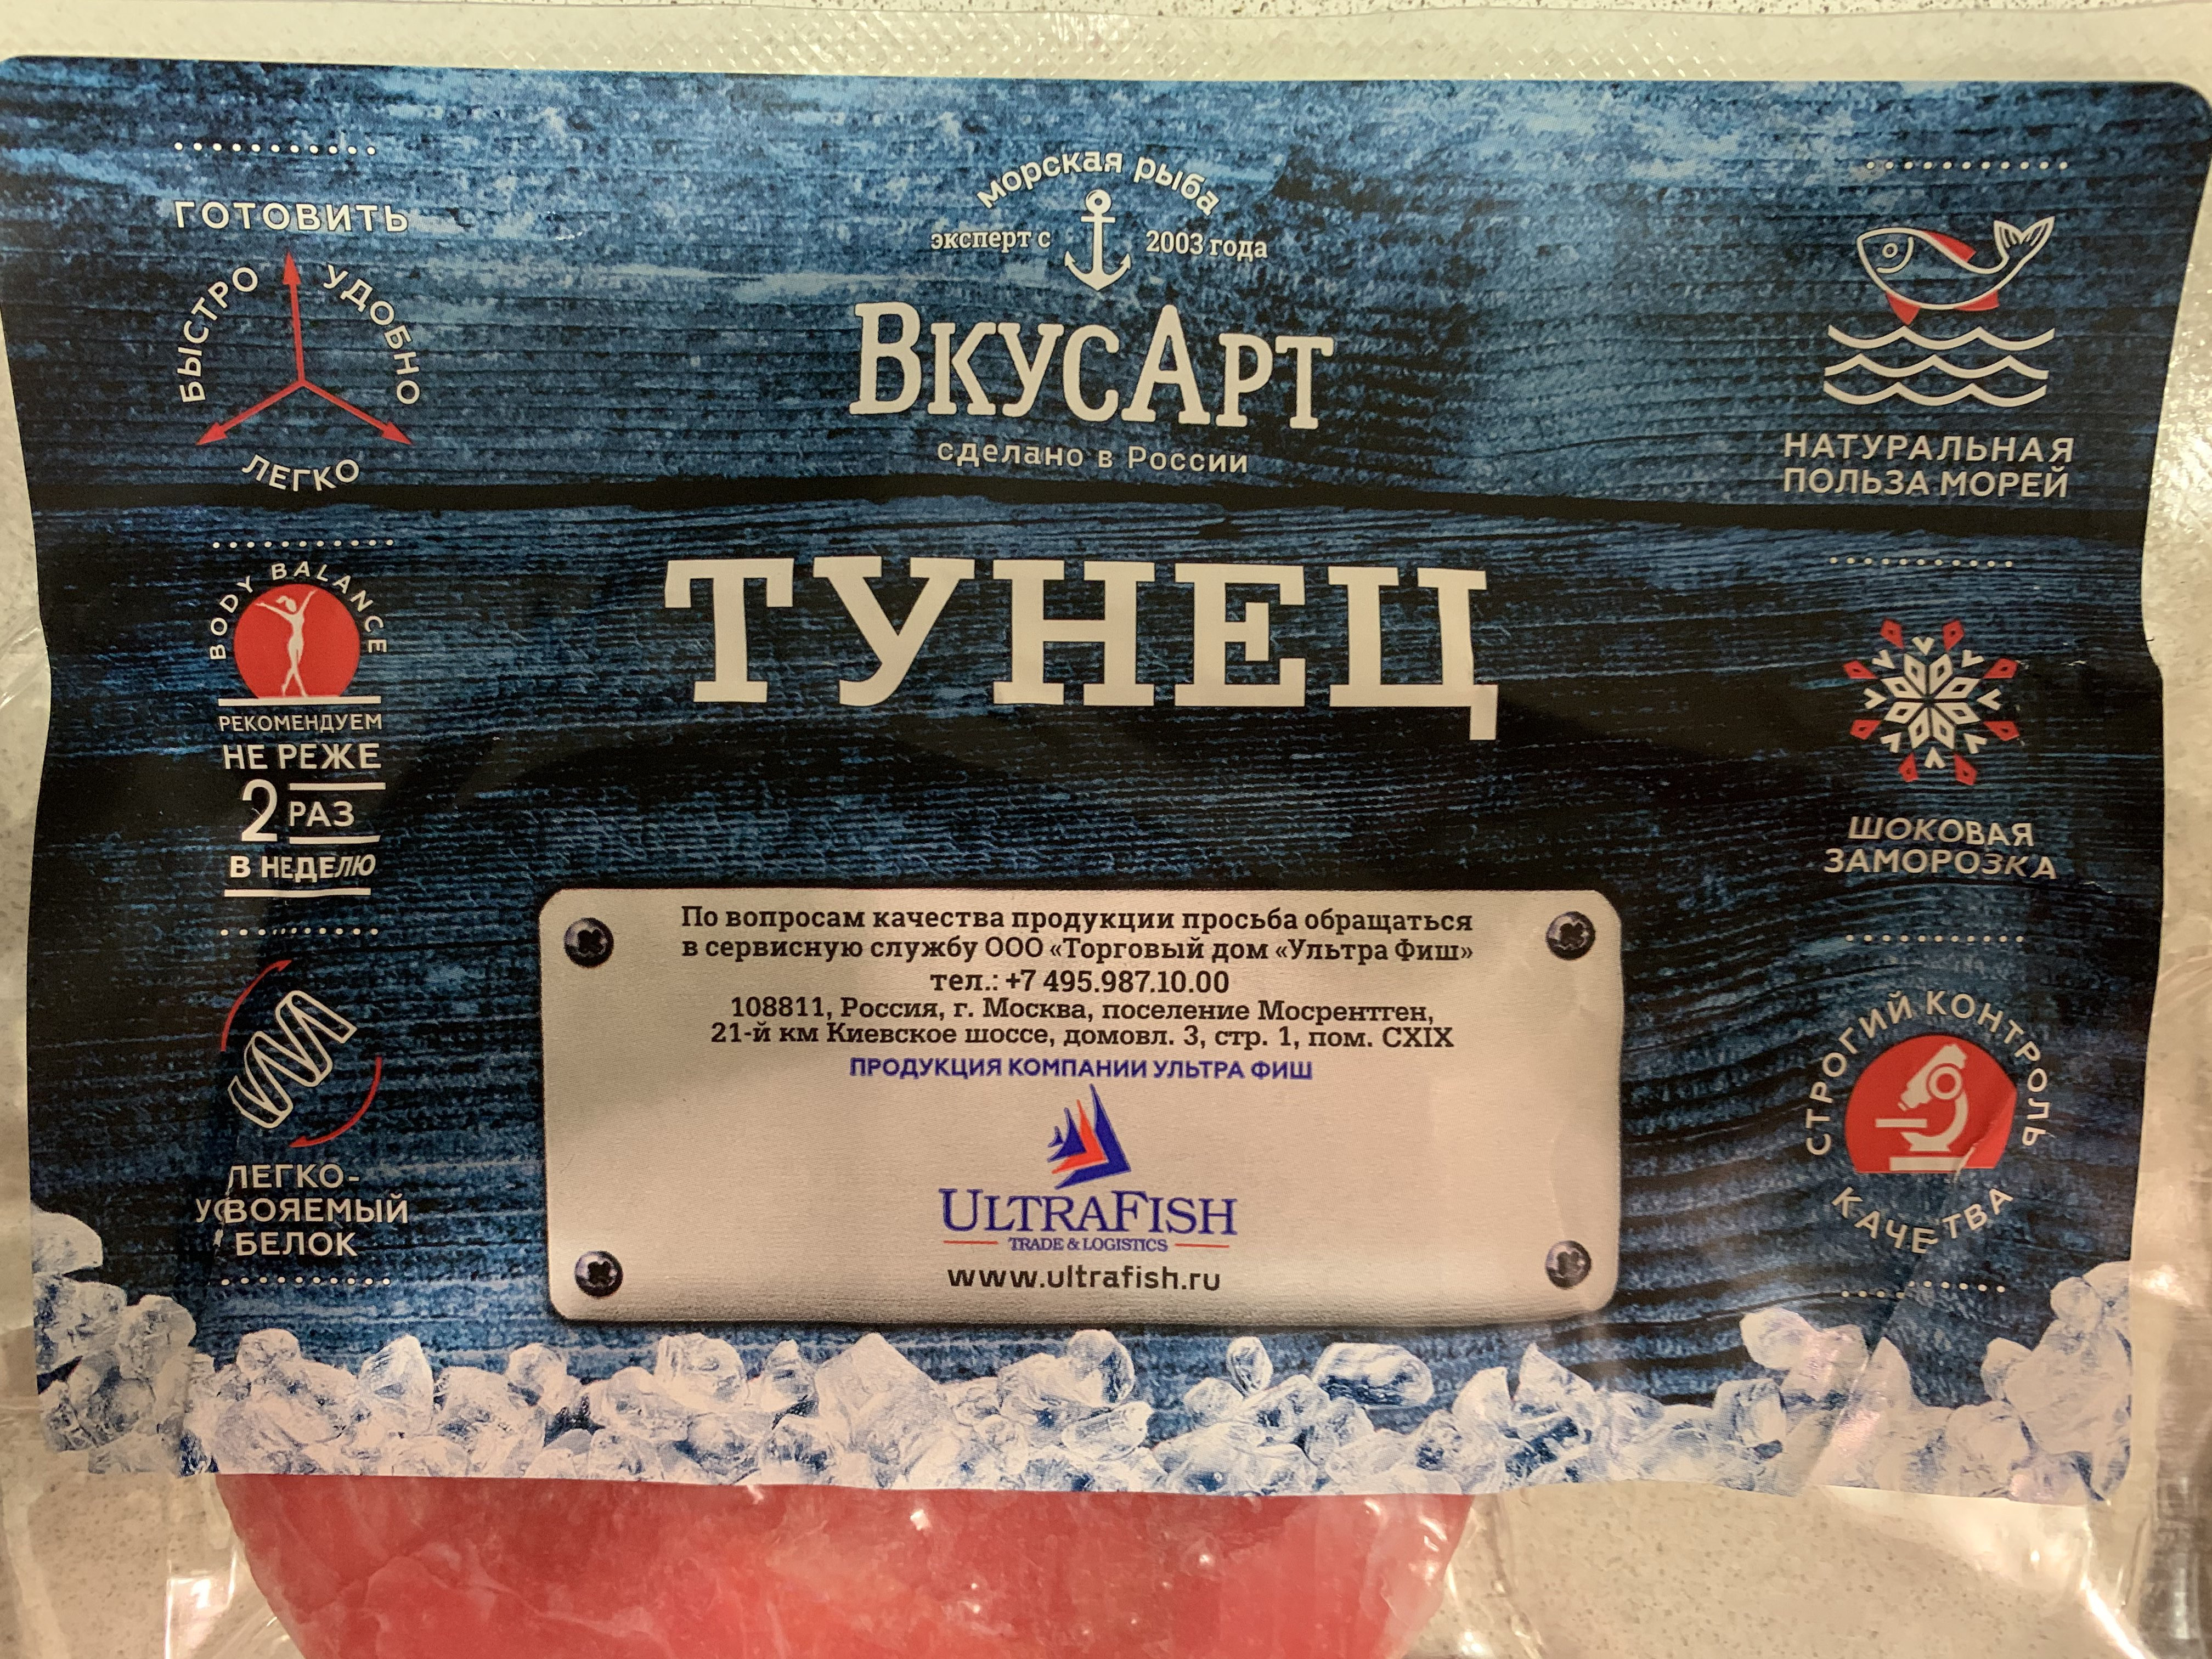 морская рыба
эксперт с 2003 года
ВкусАрт
сделано в России
ТУНЕЦ
ГОТОВИТЬ
БЫСТРО
УДОБНО
ЛЕГКО
BODY BALANCE
РЕКОМЕНДУЕМ
НЕ РЕЖЕ
2 РАЗ
В НЕДЕЛЮ
ЛЕГКО-
УСВОЯЕМЫЙ
БЕЛОК
НАТУРАЛЬНАЯ
ПОЛЬЗА МОРЕЙ
ШОКОВАЯ
ЗАМОРОЗКА
СТРОГИЙ КОНТРОЛЬ
КАЧЕСТВА
По вопросам качества продукции просьба обращаться
в сервисную службу ООО «Торговый дом «Ультра Фиш»
тел.: +7 495.987.10.00
108811, Россия, г. Москва, поселение Мосрентген,
21-й км Киевское шоссе, домовл. 3, стр. 1, пом. CXIX
ПРОДУКЦИЯ КОМПАНИИ УЛЬТРА ФИШ
ULTRAFISH
TRADE & LOGISTICS
www.ultrafish.ru